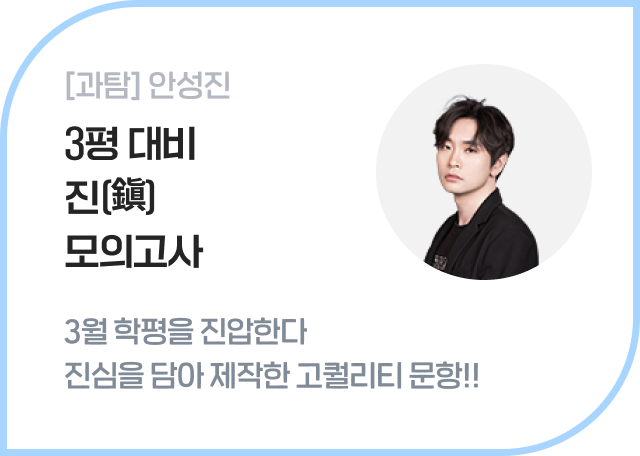 [과탐] 안성진
3평 대비
진(鎭)
모의고사
3월 학평을 진압한다
진심을 담아 제작한 고퀄리티 문항!!